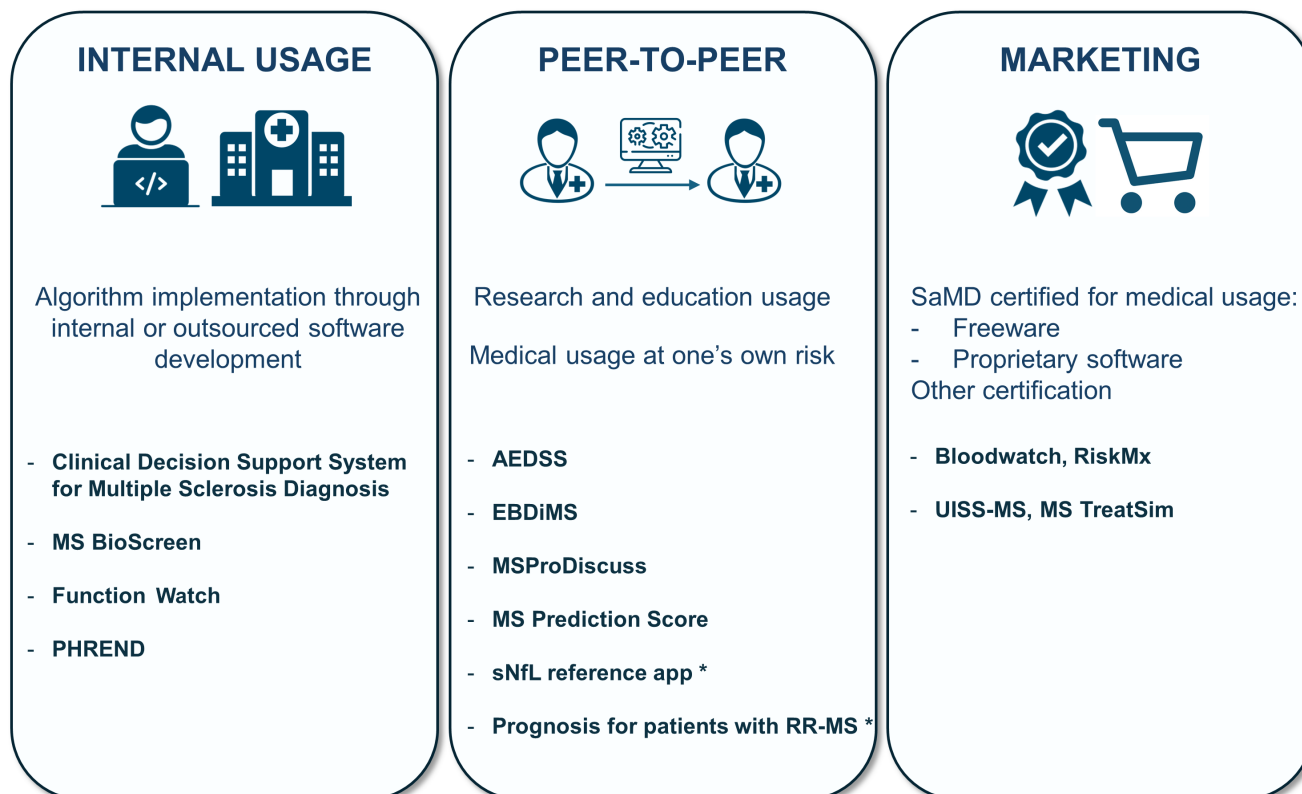 INTERNAL USAGE
</>
Algorithm implementation through
internal or outsourced software
development
- Clinical Decision Support System
for Multiple Sclerosis Diagnosis
- MS BioScreen
- Function Watch
- PHREND
PEER-TO-PEER
Research and education usage
Medical usage at one's own risk
- AEDSS
- EBDiMS
- MSProDiscuss
- MS Prediction Score
- sNfL reference app *
- Prognosis for patients with RR-MS *
MARKETING
SaMD certified for medical usage:
- Freeware
- Proprietary software
Other certification
- Bloodwatch, RiskMx
- UISS-MS, MS TreatSim